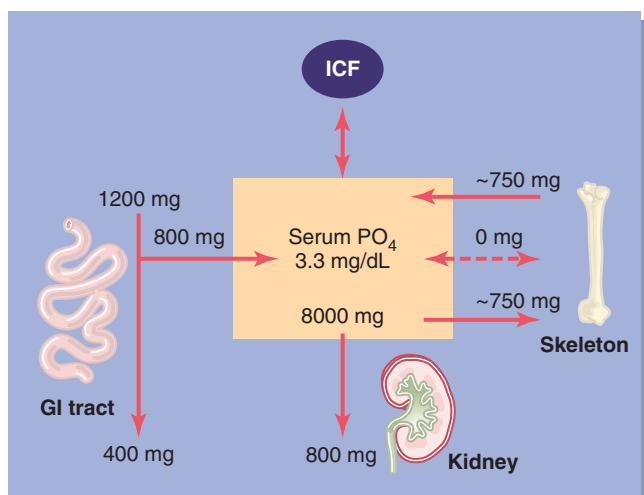 ICF
~750 mg
1200 mg
800 mg
Serum PO4
3.3 mg/dL
0 mg
8000 mg
~750 mg
Skeleton
GI tract
400 mg
800 mg
Kidney